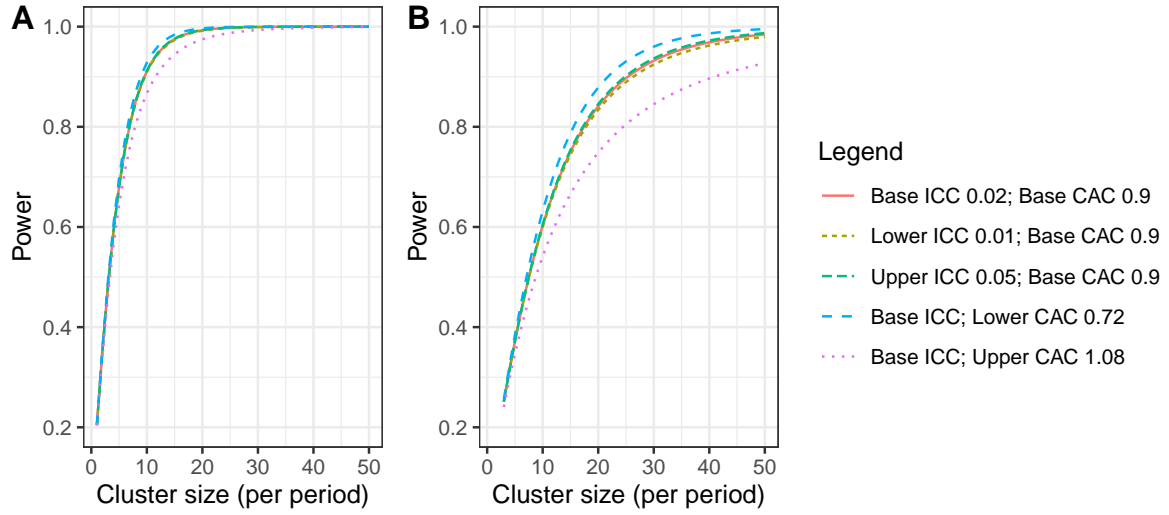 A
Power
1.0
0.8
0.6
0.4
0.2
0 10 20 30 40 50
Cluster size (per period)
B
Power
1.0
0.8
0.6
0.4
0.2
0 10 20 30 40 50
Cluster size (per period)
Legend
Base ICC 0.02; Base CAC 0.9
Lower ICC 0.01; Base CAC 0.9
Upper ICC 0.05; Base CAC 0.9
Base ICC; Lower CAC 0.72
Base ICC; Upper CAC 1.08